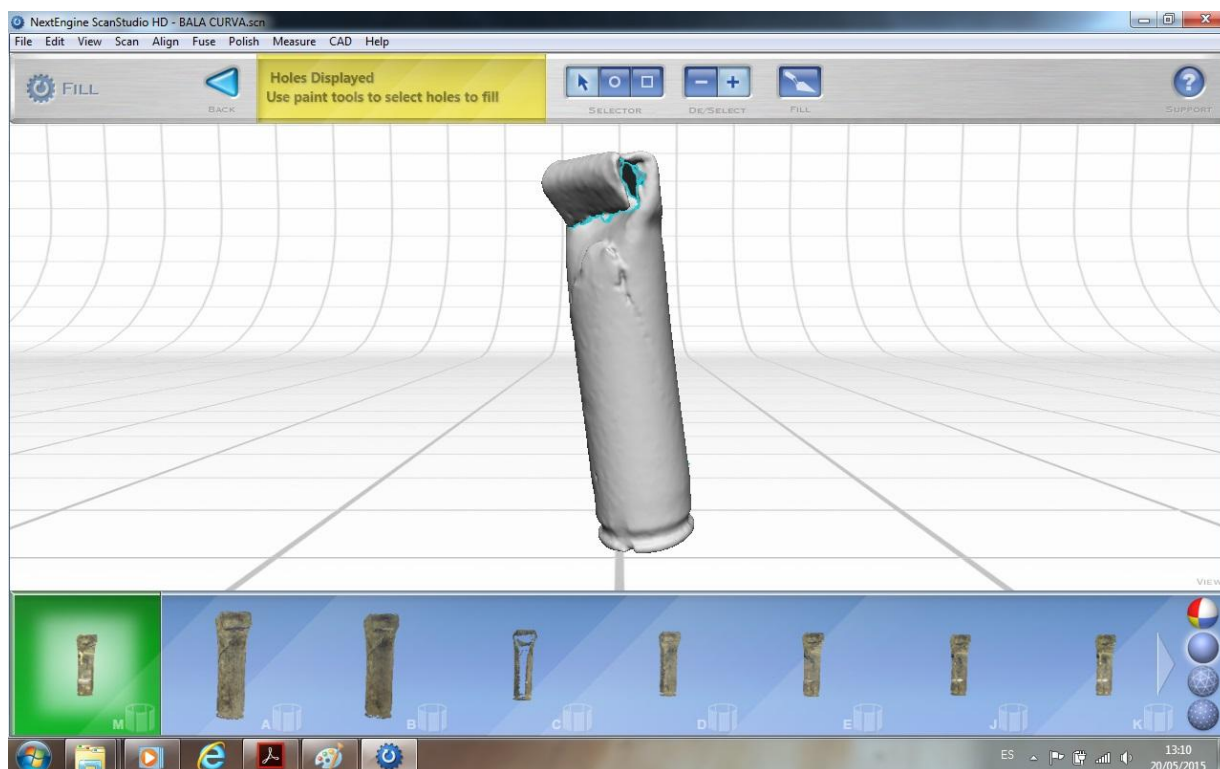 NextEngine ScanStudio HD - BALA CURVA.scn
File Edit View Scan Align Fuse Polish Measure CAD Help
FILL
BACK
Holes Displayed
Use paint tools to select holes to fill
SELECTOR
DE/SELECT
FILL
SUPPORT
VIEW
M A B C D E J K
ES
13:10
20/05/2015